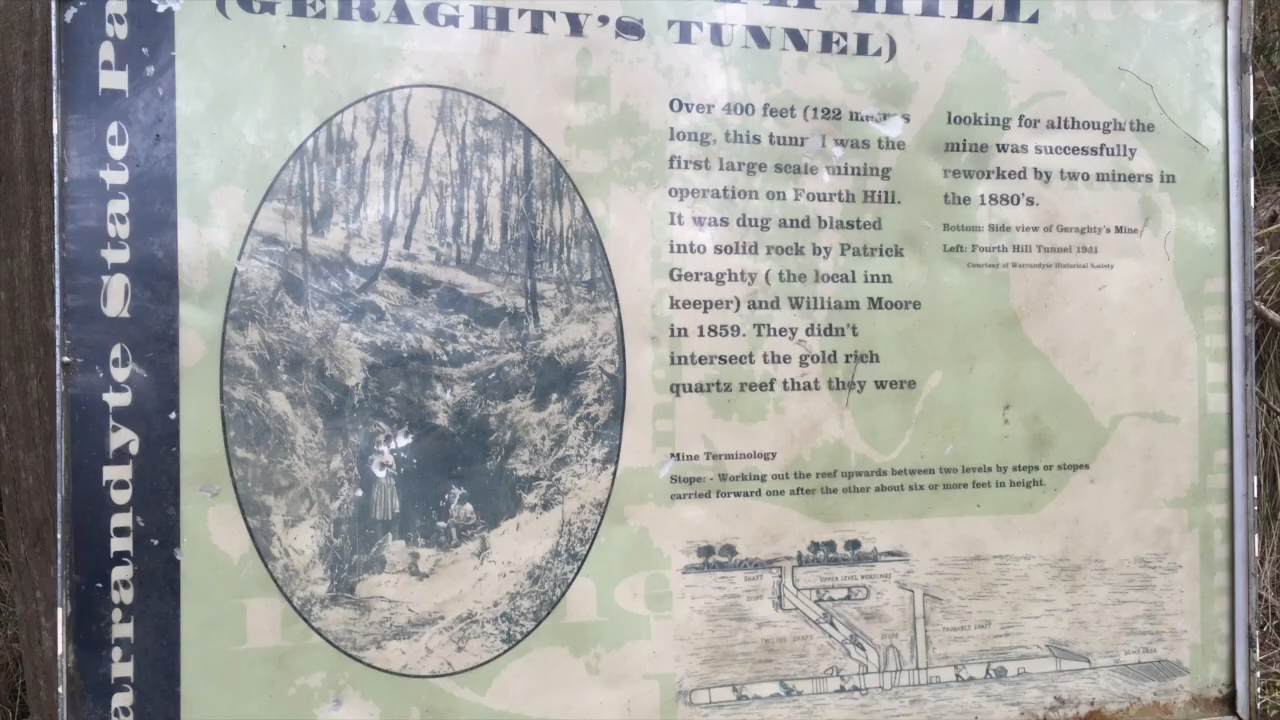 HILL
(GERAGHTY'S TUNNEL)
arrandyte State Pa
Over 400 feet (122
long, this I was the
first large scale mining
operation on Fourth Hill.
It was dug and blasted
into solid rock by Patrick
Geraghty ( the local inn
keeper) and William Moore
in 1859. They didn't
intersect the gold rich
quartz reef that they were
looking for although the
mine was successfully
reworked by two miners in
the 1880's.
Bottom: Side view of Geraghty's Mine
Left: Fourth Hill Tunnel 1931
Courtesy of Warrandyte Historical Society
Mine Terminology
Stope: - Working out the reef upwards between two levels by steps or stopes
carried forward one after the other about six or more feet in height.
SHAFT
UPPER LEVEL WORKINGS
STOPE